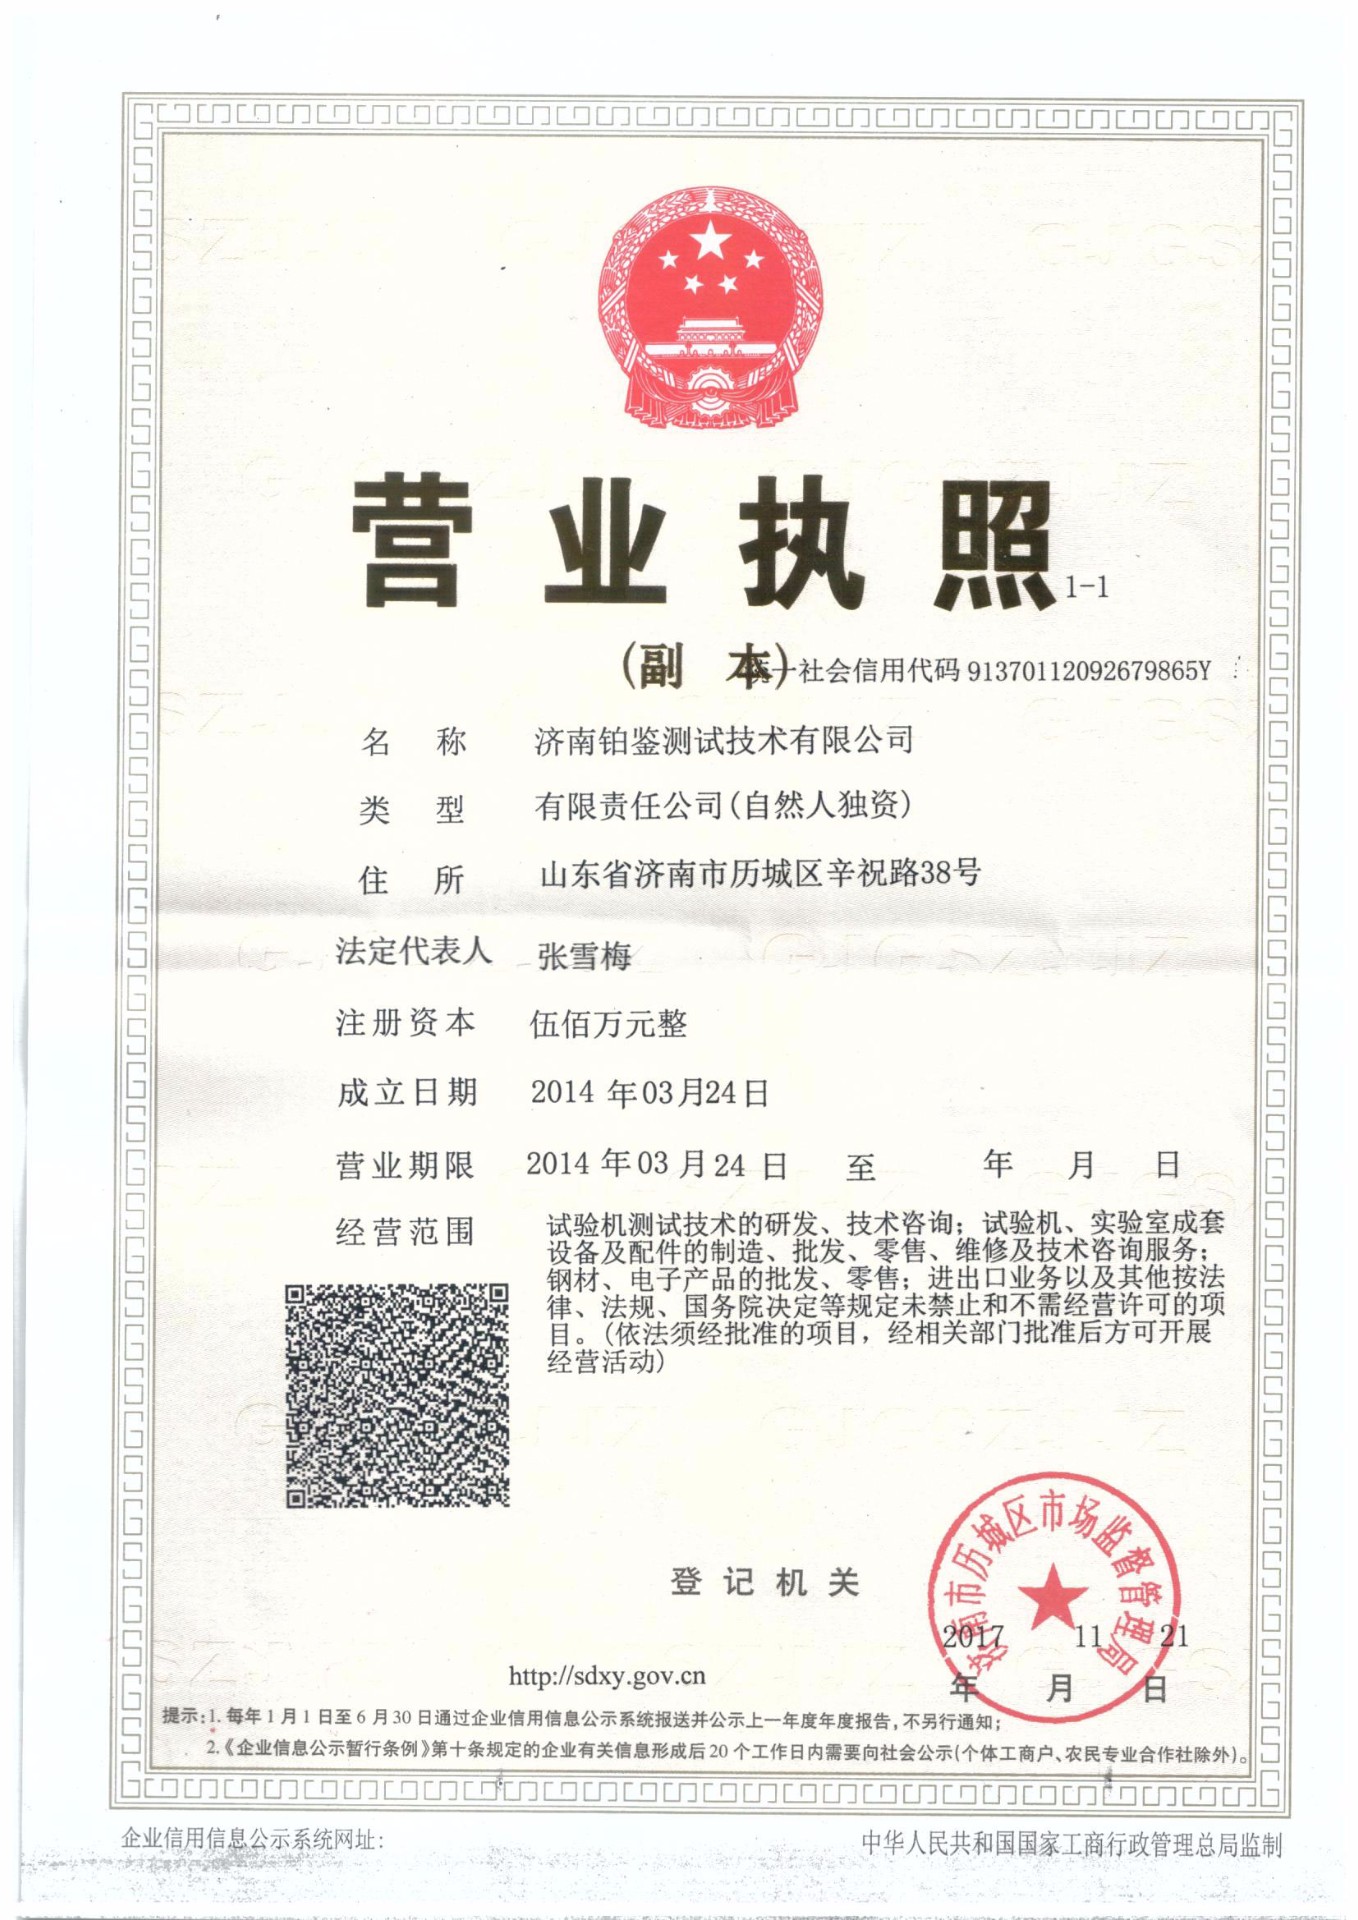 营业执照
1-1
(副 本)
统一社会信用代码 91370112092679865Y
名 称 济南铂鉴测试技术有限公司
类 型 有限责任公司(自然人独资)
住 所 山东省济南市历城区辛祝路38号
法定代表人 张雪梅
注册资本 伍佰万元整
成立日期 2014 年03月24日
营业期限 2014 年03 月 24 日 至 年 月 日
经营范围 试验机测试技术的研发、技术咨询；试验机、实验室成套
设备及配件的制造、批发、零售、维修及技术咨询服务；
钢材、电子产品的批发、零售；进出口业务以及其他按法
律、法规、国务院决定等规定未禁止和不需经营许可的项
目。(依法须经批准的项目，经相关部门批准后方可开展
经营活动)
济南市历城区市场监督管理局
登记机关
2017 11 21
年 月 日
http://sdxy.gov.cn
提示:1. 每年1月1日至6月30日通过企业信用信息公示系统报送并公示上一年度年度报告,不另行通知;
2.《企业信息公示暂行条例》第十条规定的企业有关信息形成后20个工作日内需要向社会公示(个体工商户、农民专业合作社除外)。
企业信用信息公示系统网址:
中华人民共和国国家工商行政管理总局监制